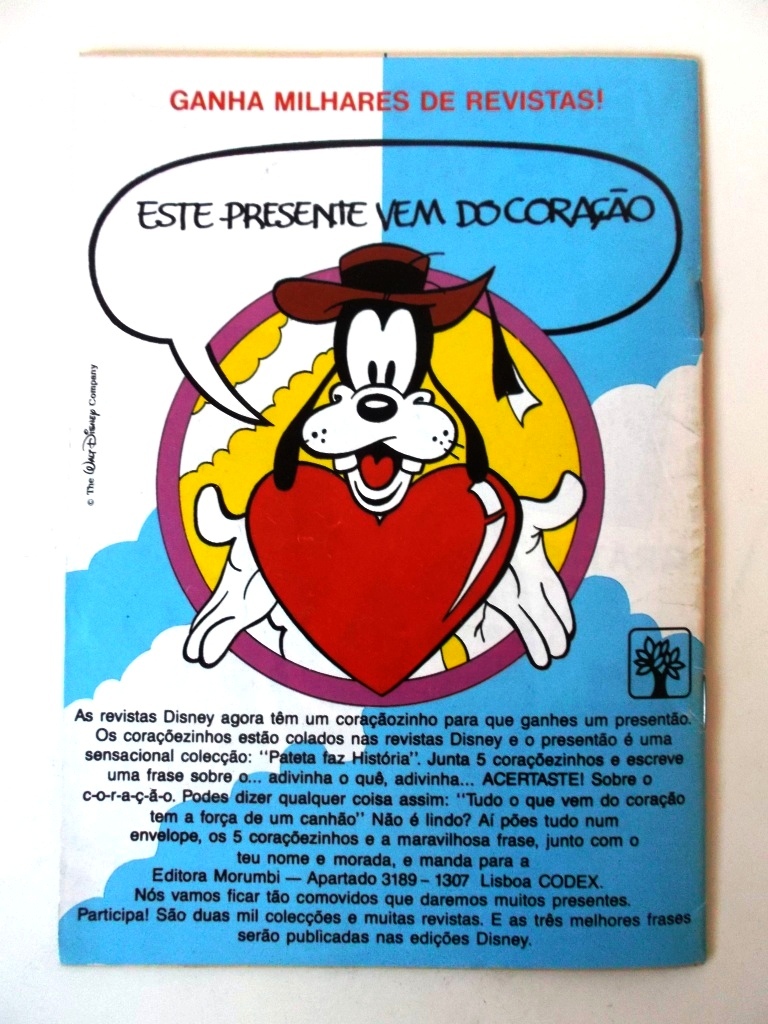 GANHA MILHARES DE REVISTAS!
ESTE PRESENTE VEM DO CORAÇÃO
© The WALT DISNEY Company
As revistas Disney agora têm um coraçãozinho para que ganhes um presentão.
Os coraçõezinhos estão colados nas revistas Disney e o presentão é uma
sensacional colecção: "Pateta faz História". Junta 5 coraçõezinhos e escreve
uma frase sobre o... adivinha o quê, adivinha... ACERTASTE! Sobre o
c-o-r-a-ç-ã-o. Podes dizer qualquer coisa assim: "Tudo o que vem do coração
tem a força de um canhão" Não é lindo? Aí pões tudo num
envelope, os 5 coraçõezinhos e a maravilhosa frase, junto com o
teu nome e morada, e manda para a
Editora Morumbi — Apartado 3189 - 1307 Lisboa CODEX.
Nós vamos ficar tão comovidos que daremos muitos presentes.
Participa! São duas mil colecções e muitas revistas. E as três melhores frases
serão publicadas nas edições Disney.